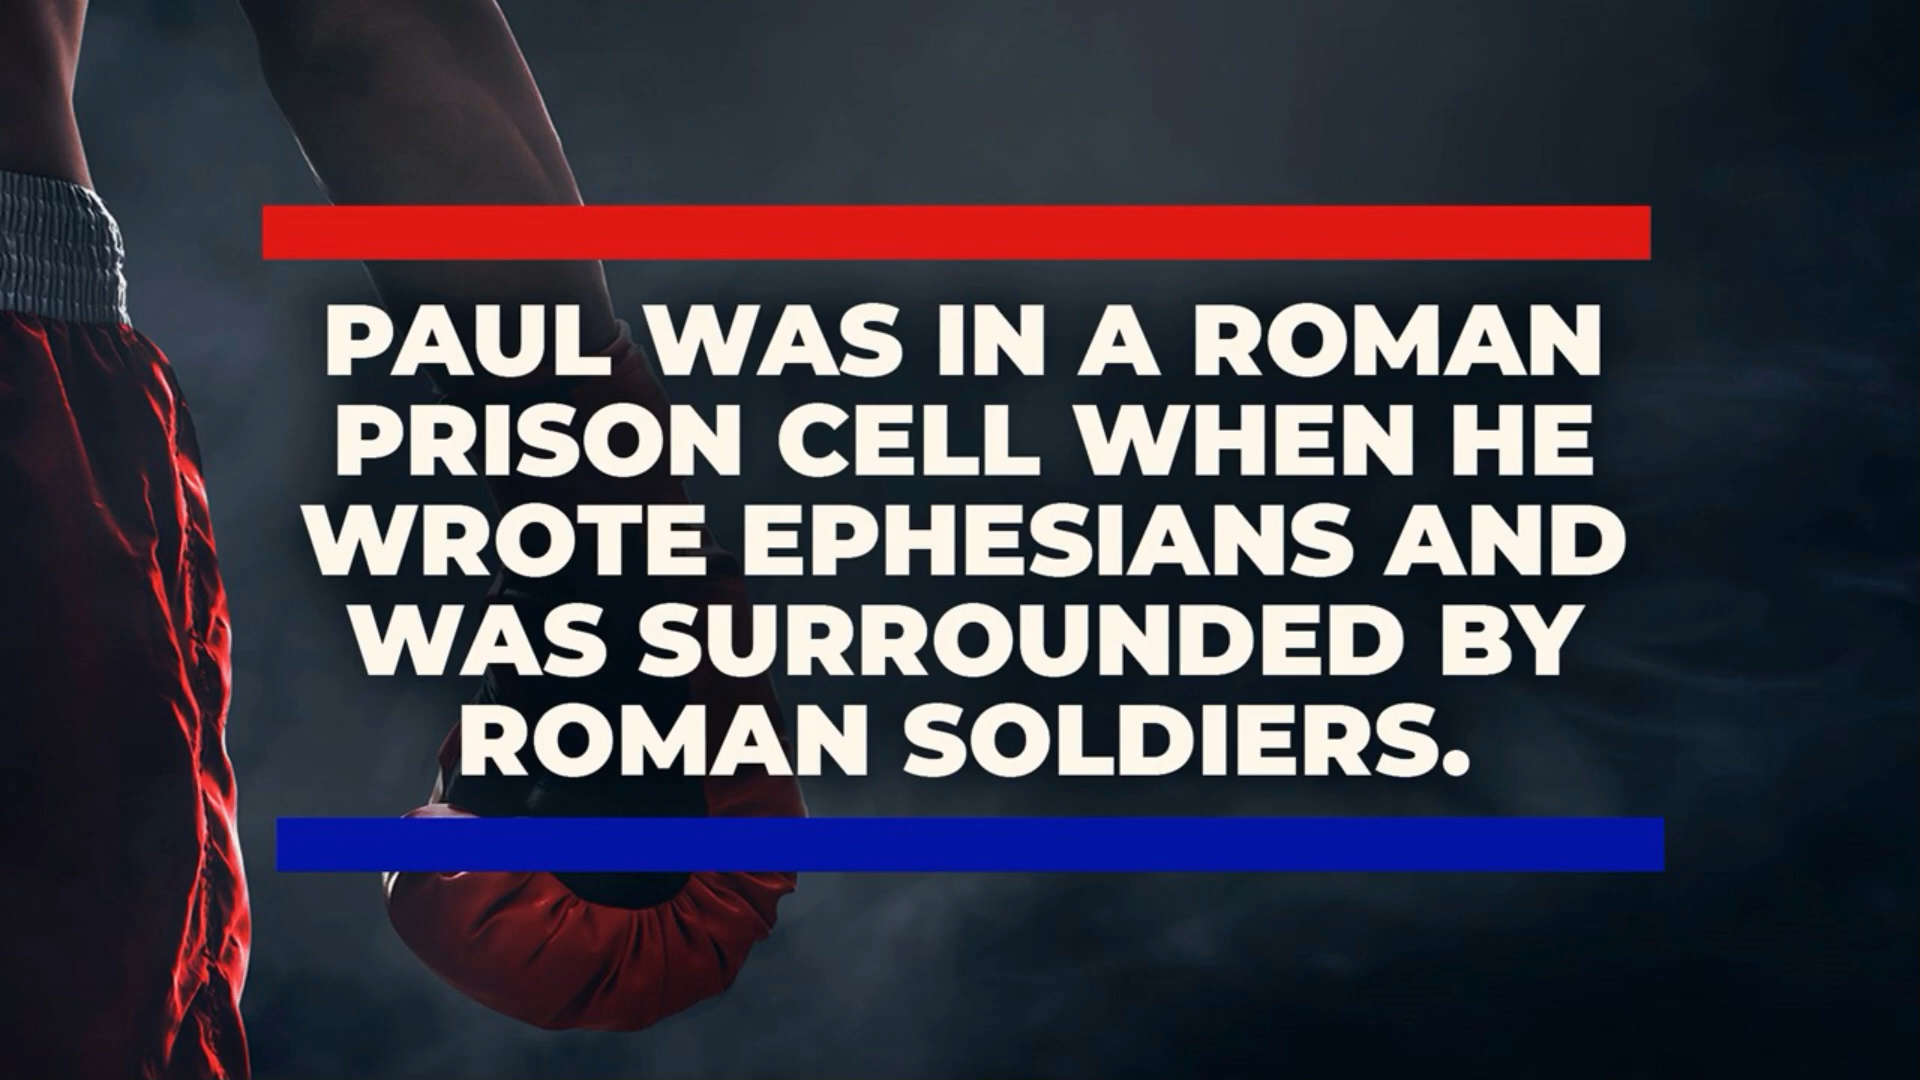 PAUL WAS IN A ROMAN
PRISON CELL WHEN HE
WROTE EPHESIANS AND
WAS SURROUNDED BY
ROMAN SOLDIERS.